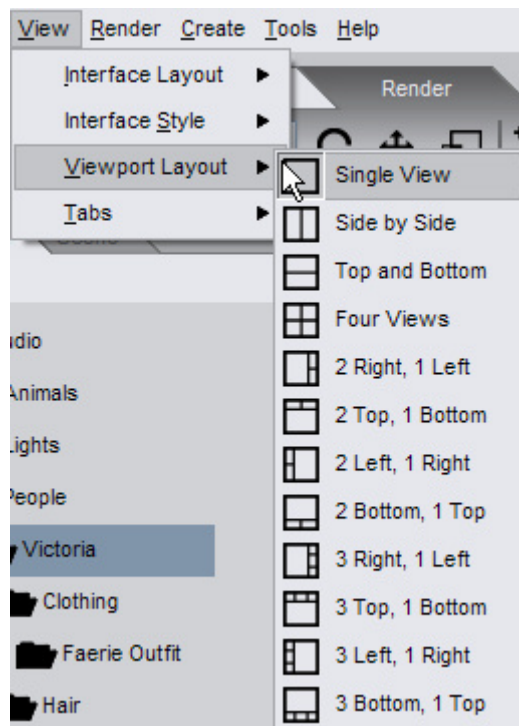 View Render Create Tools Help
Interface Layout
Render
Interface Style
Viewport Layout
Single View
Side by Side
Tabs
Top and Bottom
Four Views
2 Right, 1 Left
2 Top, 1 Bottom
2 Left, 1 Right
2 Bottom, 1 Top
3 Right, 1 Left
3 Top, 1 Bottom
3 Left, 1 Right
3 Bottom, 1 Top
udio
Animals
Lights
People
Victoria
Clothing
Faerie Outfit
Hair